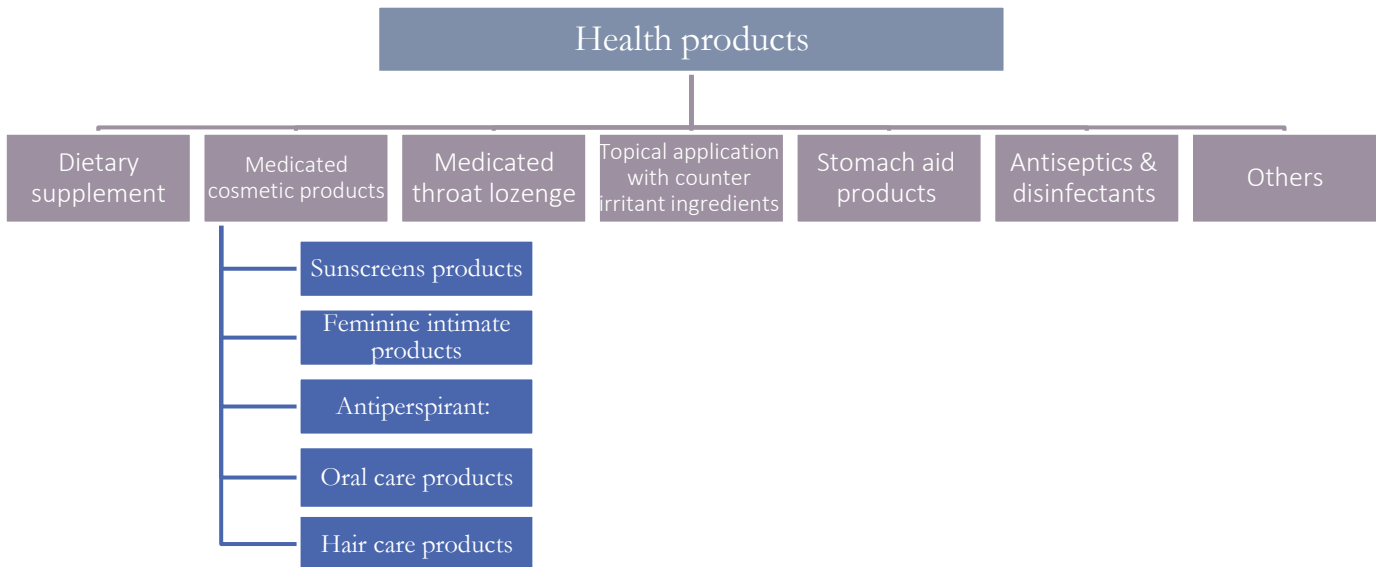 Health products
Dietary
supplement
Medicated
cosmetic products
Medicated
throat lozenge
Topical application
with counter
irritant ingredients
Stomach aid
products
Antiseptics &
disinfectants
Others
Sunscreens products
Feminine intimate
products
Antiperspirant:
Oral care products
Hair care products